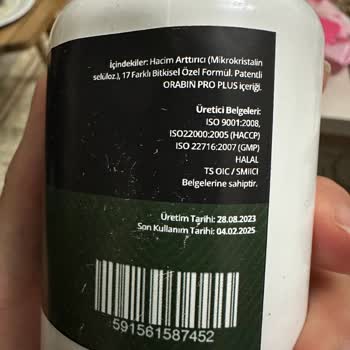 İçindekiler: Hacim Arttırıcı (Mikrokristalin
selüloz.), 17 Farklı Bitkisel Özel Formül. Patentli
ORABIN PRO PLUS içeriği.
Üretici Belgeleri:
ISO 9001:2008,
ISO22000:2005 (HACCP)
ISO 22716:2007 (GMP)
HALAL
TS OIC / SMIICI
Belgelerine sahiptir.
Üretim Tarihi: 28.08.2023
Son Kullanım Tarihi: 04.02.2025
591561587452